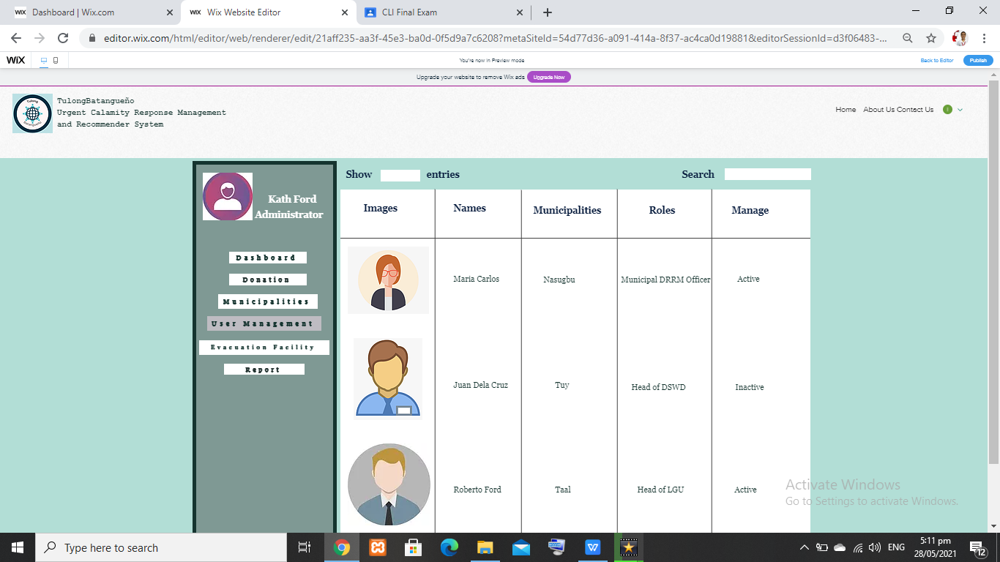 WIX Dashboard | Wix.com
WIX Wix Website Editor
CLI Final Exam
editor.wix.com/html/editor/web/renderer/edit/21aff235-aa3f-45e3-ba0d-0f5d9a7c6208?metaSiteId=54d77d36-a091-414a-8f37-ac4ca0d19881&editorSessionId=d3f06483-...
WIX
You're now in Preview mode
Back to Editor
Publish
Upgrade your website to remove Wix ads
Upgrade Now
Tulong
Batangueño
TulongBatangueño
Urgent Calamity Response Management
and Recommender System
Home About Us Contact Us
Kath Ford
Administrator
Dashboard
Donation
Municipalities
User Management
Evacuation Facility
Report
Show entries Search
Images Names Municipalities Roles Manage
Maria Carlos Nasugbu Municipal DRRM Officer Active
Juan Dela Cruz Tuy Head of DSWD Inactive
Roberto Ford Taal Head of LGU Active
Activate Windows
Go to Settings to activate Windows.
Type here to search
ENG
5:11 pm
28/05/2021
12